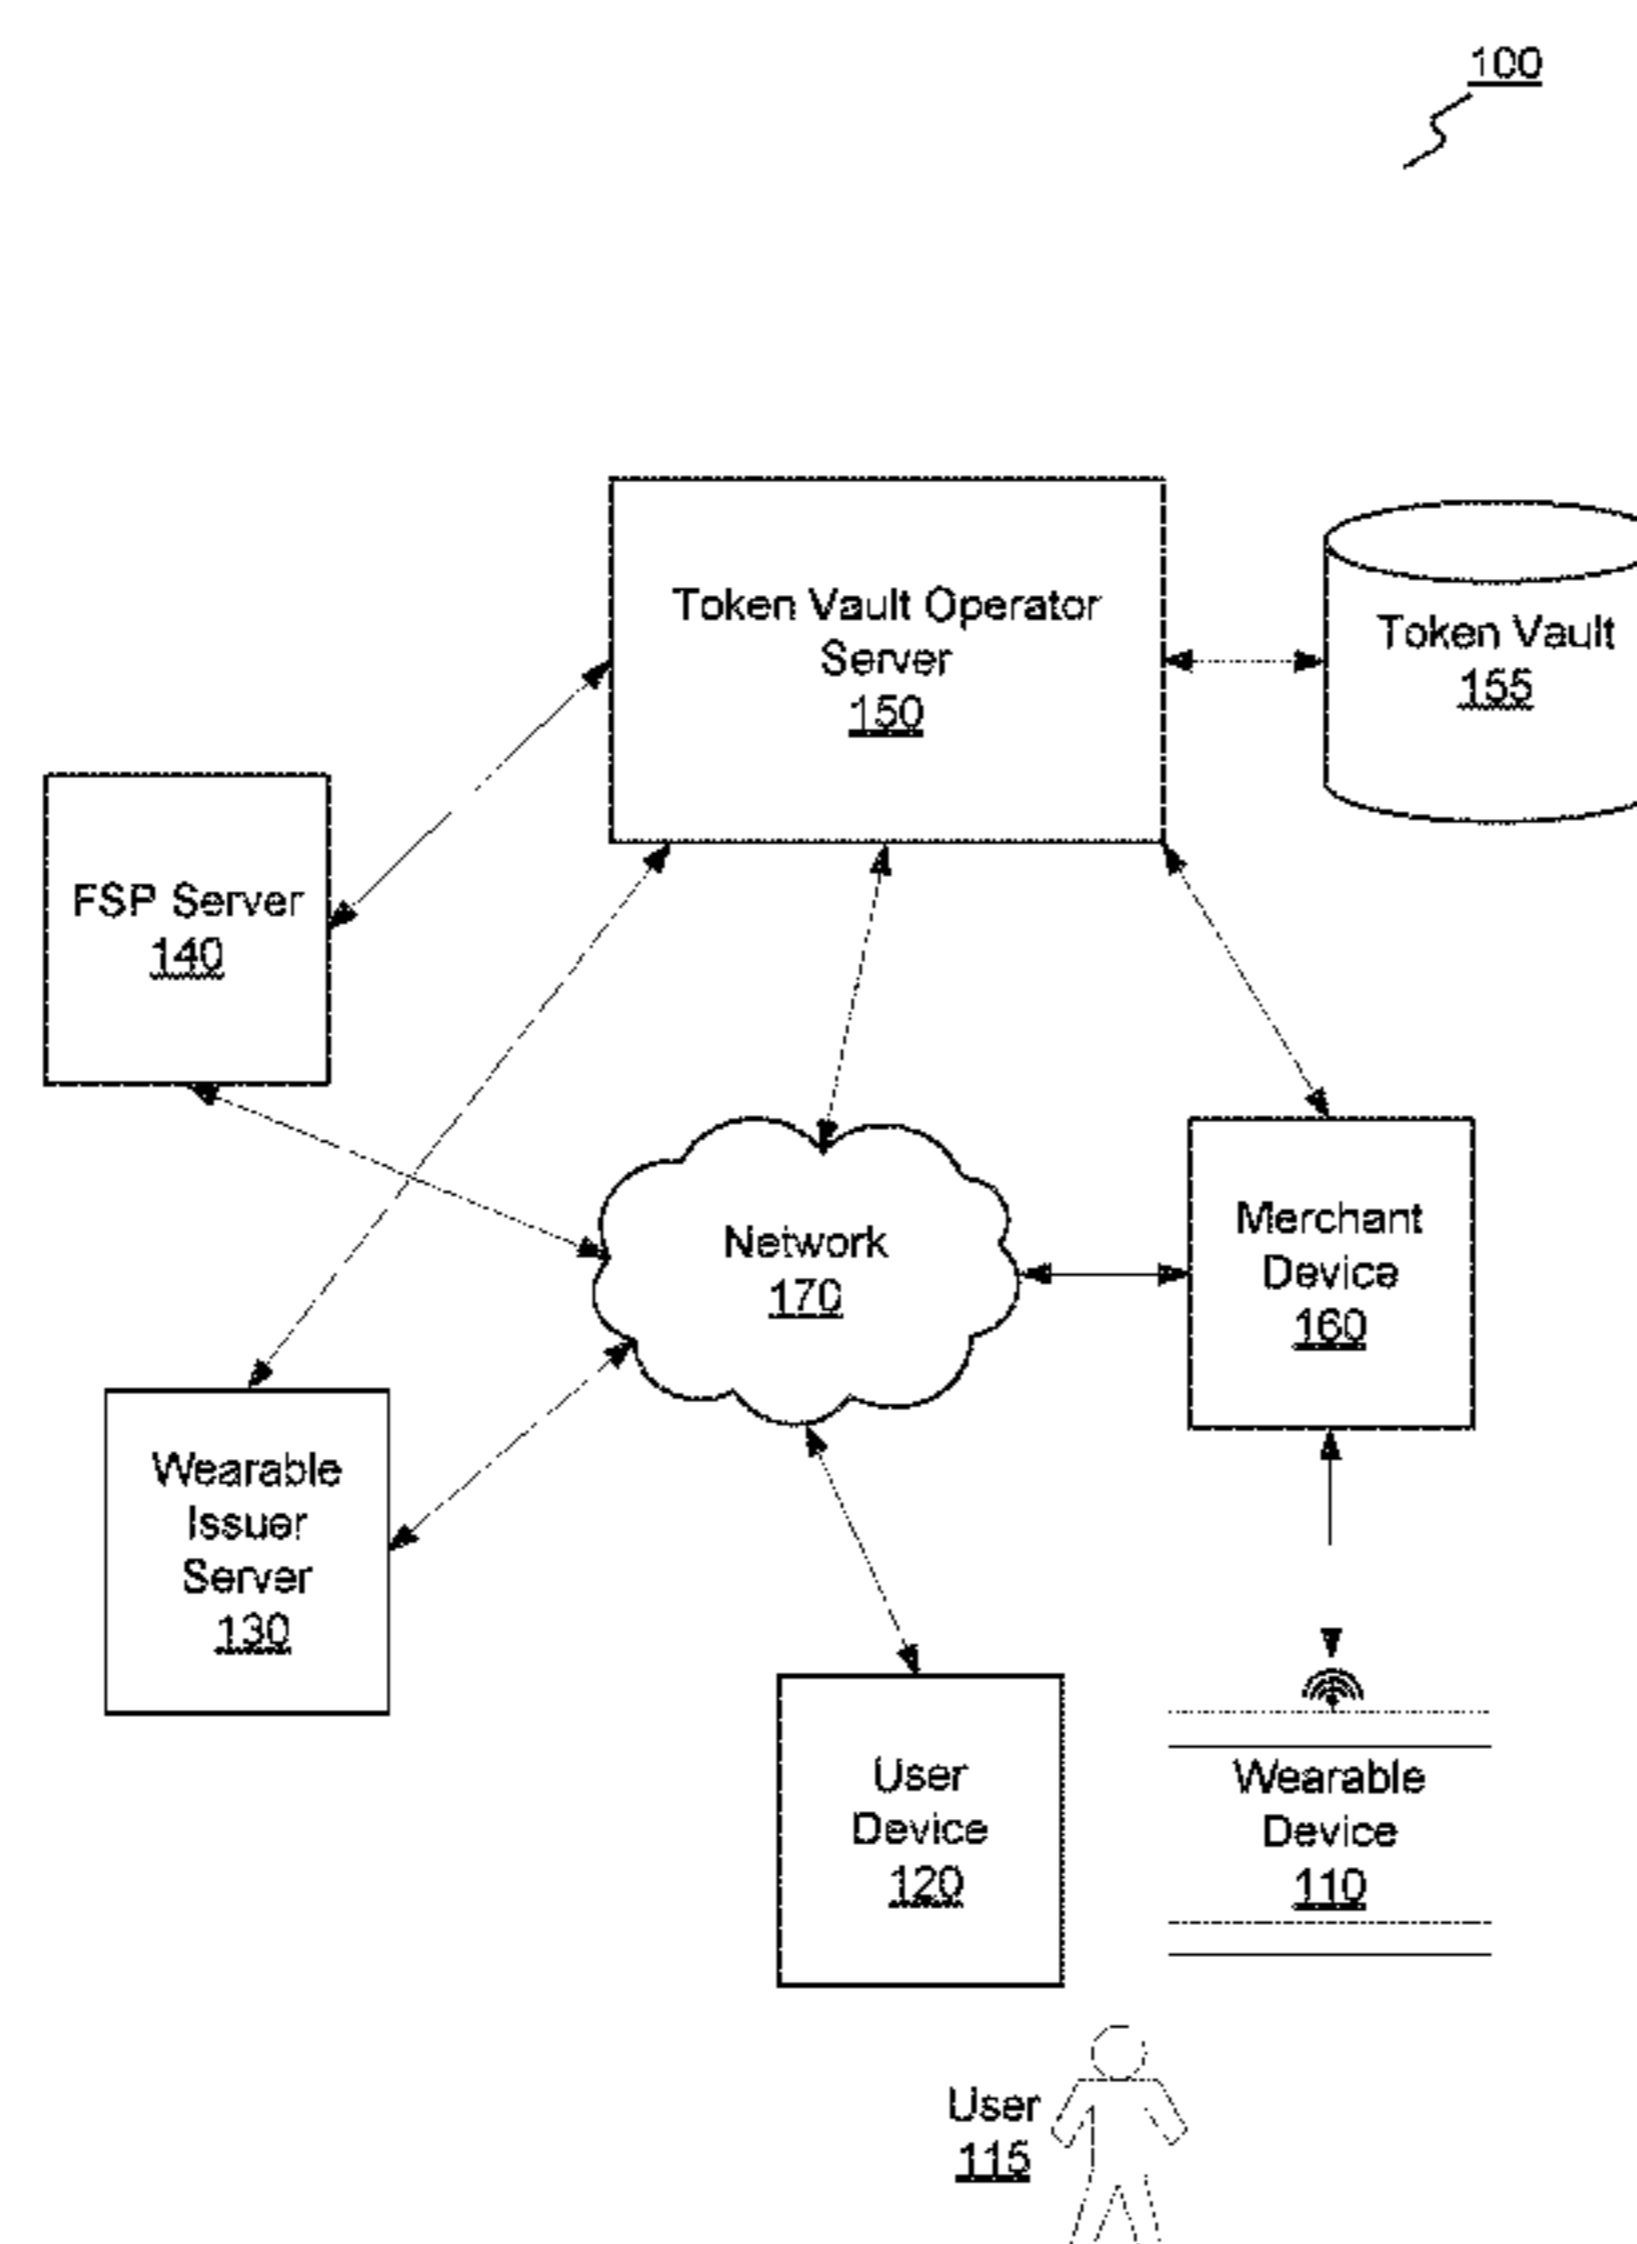 100
Token Vault Operator
Server
150
Token Vault
155
FSP Server
140
Network
170
Merchant
Device
160
Wearable
Issuer
Server
130
User
Device
120
Wearable
Device
110
User
115